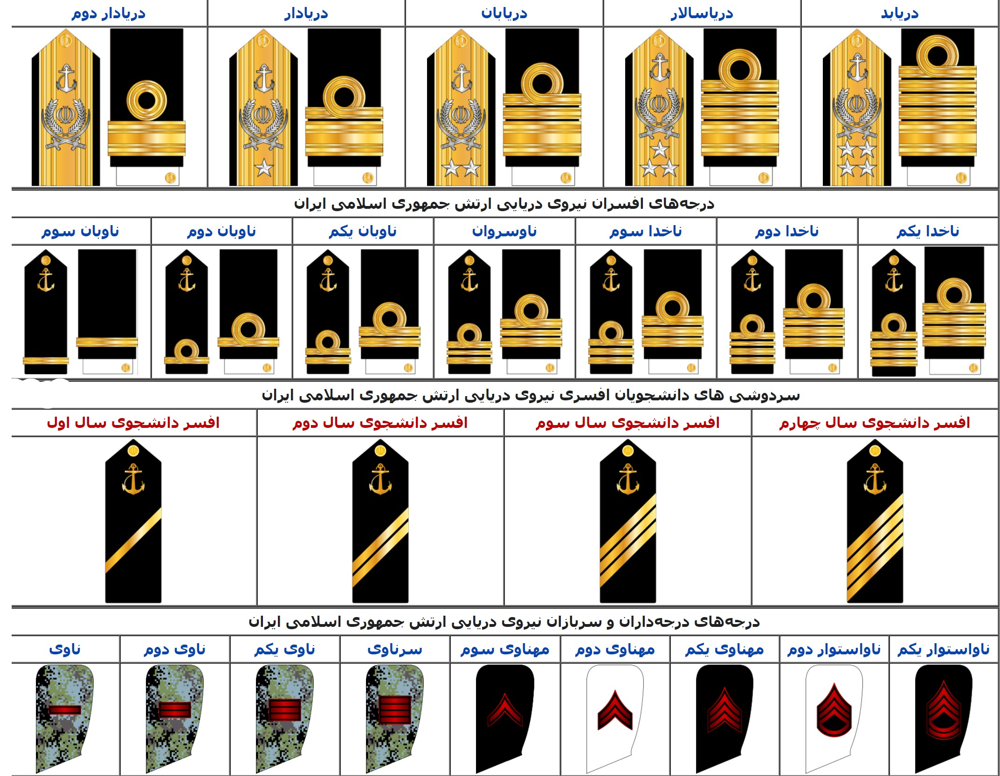 دریابد
دریاسالار
دریابان
دریادار
دریادار دوم
درجه‌های افسران نیروی دریایی ارتش جمهوری اسلامی ایران
ناخدا یکم
ناخدا دوم
ناخدا سوم
ناوسروان
ناوبان یکم
ناوبان دوم
ناوبان سوم
سردوشی های دانشجویان افسری نیروی دریایی ارتش جمهوری اسلامی ایران
افسر دانشجوی سال چهارم
افسر دانشجوی سال سوم
افسر دانشجوی سال دوم
افسر دانشجوی سال اول
درجه‌های درجه‌داران و سربازان نیروی دریایی ارتش جمهوری اسلامی ایران
ناواستوار یکم
ناواستوار دوم
مهناوی یکم
مهناوی دوم
مهناوی سوم
سرناوی
ناوی یکم
ناوی دوم
ناوی